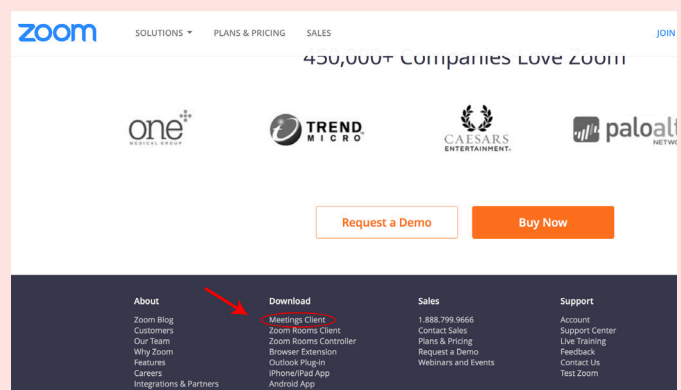 zoom
SOLUTIONS PLANS & PRICING SALES JOIN
450,000+ Companies Love Zoom
one
MEDICAL GROUP
TREND
MICRO
CAESARS
ENTERTAINMENT.
paloalt
NETWO
Request a Demo Buy Now
About
Zoom Blog
Customers
Our Team
Why Zoom
Features
Careers
Integrations & Partners
Download
Meetings Client
Zoom Rooms Client
Zoom Rooms Controller
Browser Extension
Outlook Plug-in
iPhone/iPad App
Android App
Sales
1.888.799.9666
Contact Sales
Plans & Pricing
Request a Demo
Webinars and Events
Support
Account
Support Center
Live Training
Feedback
Contact Us
Test Zoom